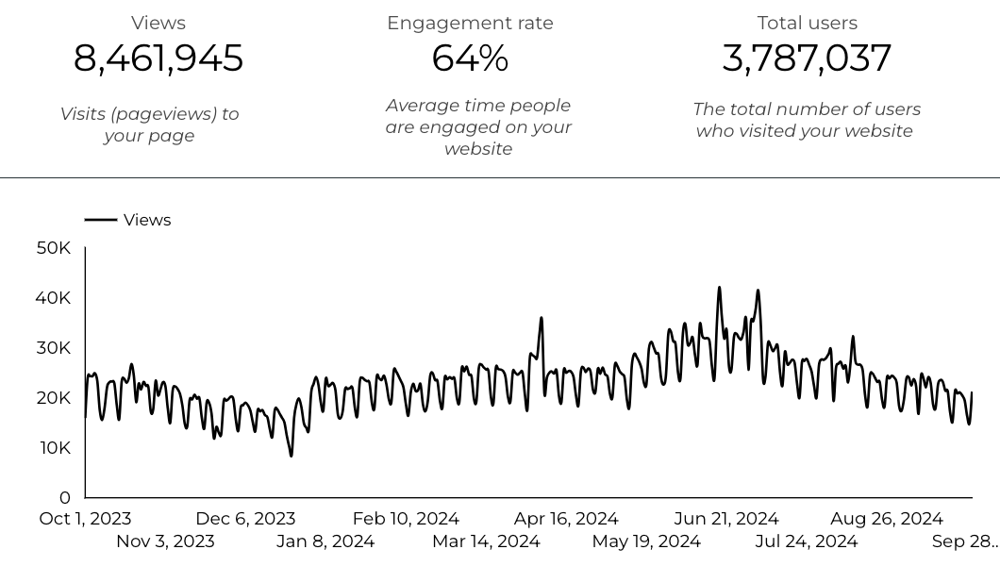 Views
8,461,945
Visits (pageviews) to
your page
Engagement rate
64%
Average time people
are engaged on your
website
Total users
3,787,037
The total number of users
who visited your website
Views
50K
40K
30K
20K
10K
0
Oct 1, 2023
Nov 3, 2023
Dec 6, 2023
Jan 8, 2024
Feb 10, 2024
Mar 14, 2024
Apr 16, 2024
May 19, 2024
Jun 21, 2024
Jul 24, 2024
Aug 26, 2024
Sep 28..